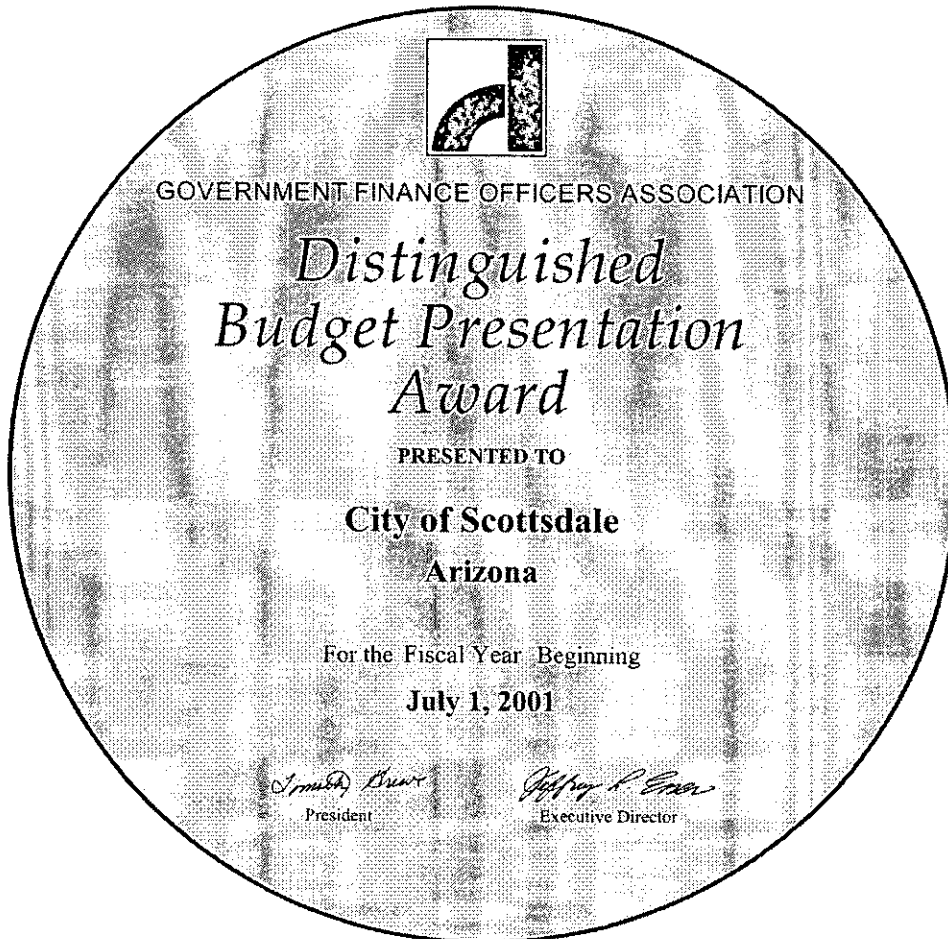 GOVERNMENT FINANCE OFFICERS ASSOCIATION
Distinguished
Budget Presentation
Award
PRESENTED TO
City of Scottsdale
Arizona
For the Fiscal Year Beginning
July 1, 2001
President
Executive Director